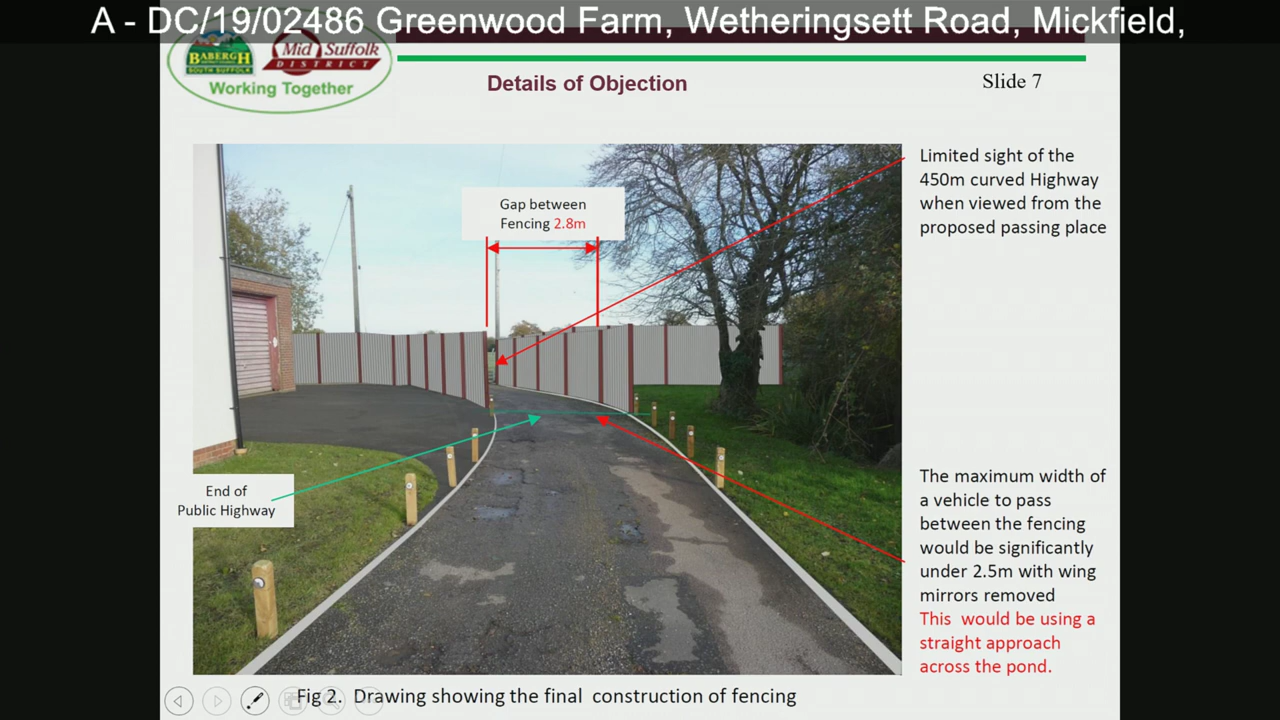 A - DC/19/02486 Greenwood Farm, Wetheringsett Road, Mickfield,
BABERGH
SOUTH SUFFOLK
Mid Suffolk
DISTRICT
Working Together
Details of Objection
Slide 7
Limited sight of the
450m curved Highway
when viewed from the
proposed passing place
Gap between
Fencing 2.8m
End of
Public Highway
The maximum width of
a vehicle to pass
between the fencing
would be significantly
under 2.5m with wing
mirrors removed
This would be using a
straight approach
across the pond.
Fig 2. Drawing showing the final construction of fencing